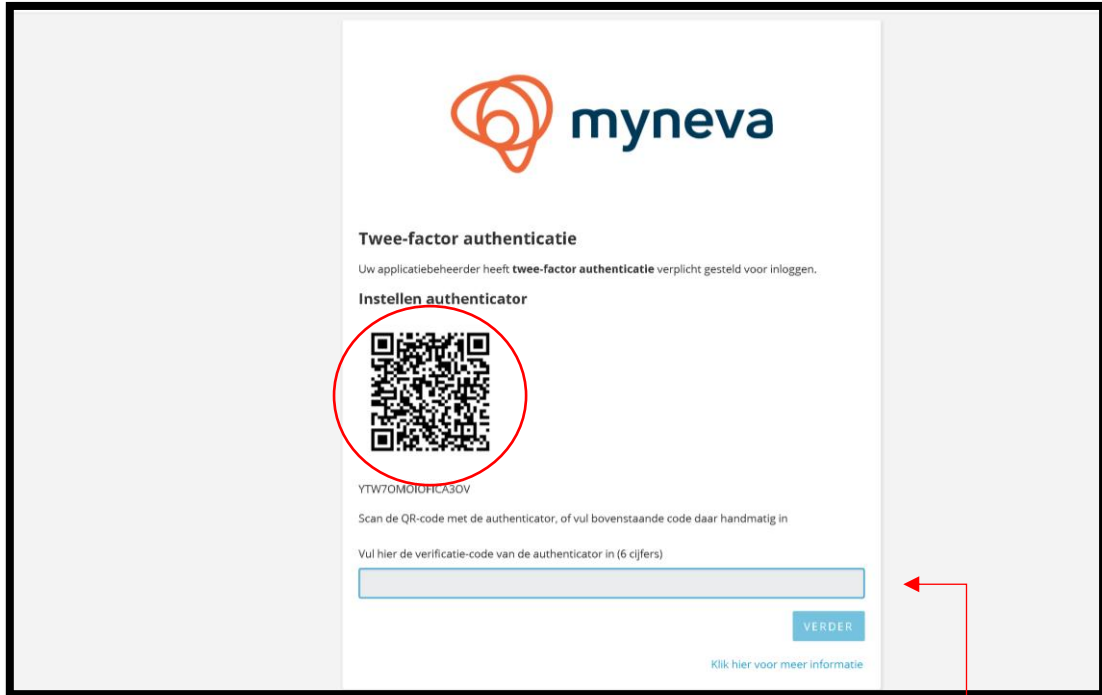 myneva
Twee-factor authenticatie
Uw applicatiebeheerder heeft twee-factor authenticatie verplicht gesteld voor inloggen.
Instellen authenticator
YTW7OMOIOFICA3OV
Scan de QR-code met de authenticator, of vul bovenstaande code daar handmatig in
Vul hier de verificatie-code van de authenticator in (6 cijfers)
VERDER
Klik hier voor meer informatie